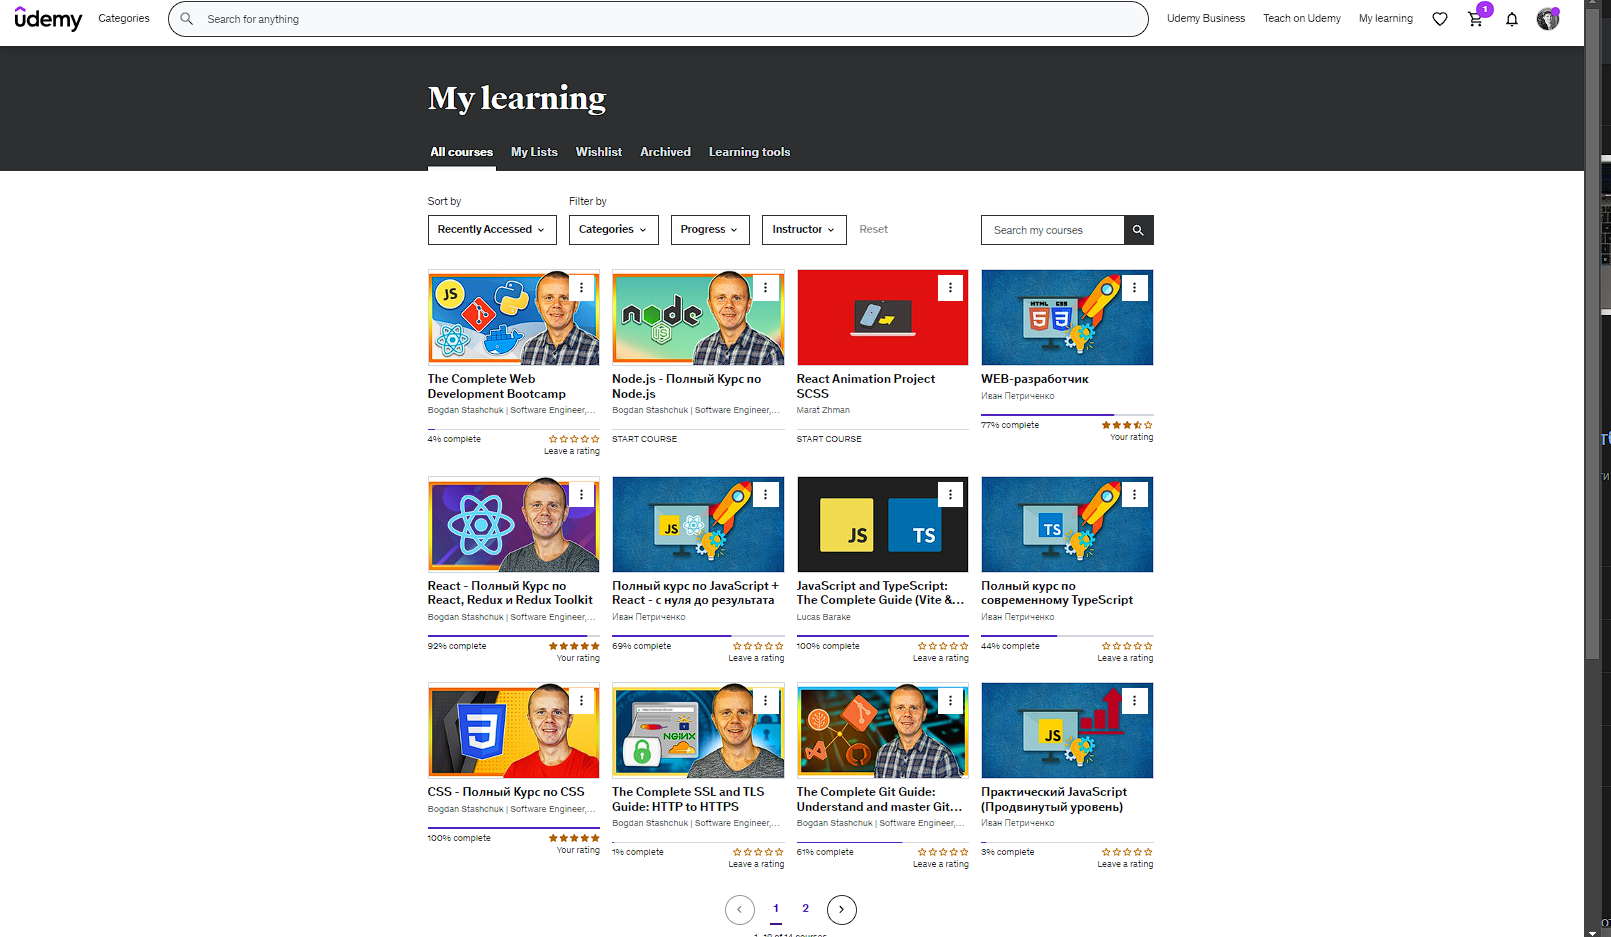 ûdemy
Categories
Search for anything
Udemy Business
Teach on Udemy
My learning
1
My learning
All courses
My Lists
Wishlist
Archived
Learning tools
Sort by
Filter by
Recently Accessed
Categories
Progress
Instructor
Reset
Search my courses
JS
The Complete Web
Development Bootcamp
Bogdan Stashchuk | Software Engineer,...
4% complete
Leave a rating
node
JS
Node.js - Полный Курс по
Node.js
Bogdan Stashchuk | Software Engineer,...
START COURSE
React Animation Project
SCSS
Marat Zhman
START COURSE
HTML CSS
5 3
WEB-разработчик
Иван Петриченко
77% complete
Your rating
React - Полный Курс по
React, Redux и Redux Toolkit
Bogdan Stashchuk | Software Engineer,...
92% complete
Your rating
JS
Полный курс по JavaScript +
React - с нуля до результата
Иван Петриченко
69% complete
Leave a rating
JS
TS
JavaScript and TypeScript:
The Complete Guide (Vite &...
Lucas Barake
100% complete
Leave a rating
TS
Полный курс по
современному TypeScript
Иван Петриченко
44% complete
Leave a rating
3
CSS - Полный Курс по CSS
Bogdan Stashchuk | Software Engineer,...
100% complete
Your rating
NGINX
The Complete SSL and TLS
Guide: HTTP to HTTPS
Bogdan Stashchuk | Software Engineer,...
1% complete
Leave a rating
The Complete Git Guide:
Understand and master Git...
Bogdan Stashchuk | Software Engineer,...
61% complete
Leave a rating
JS
Практический JavaScript
(Продвинутый уровень)
Иван Петриченко
3% complete
Leave a rating
1
2